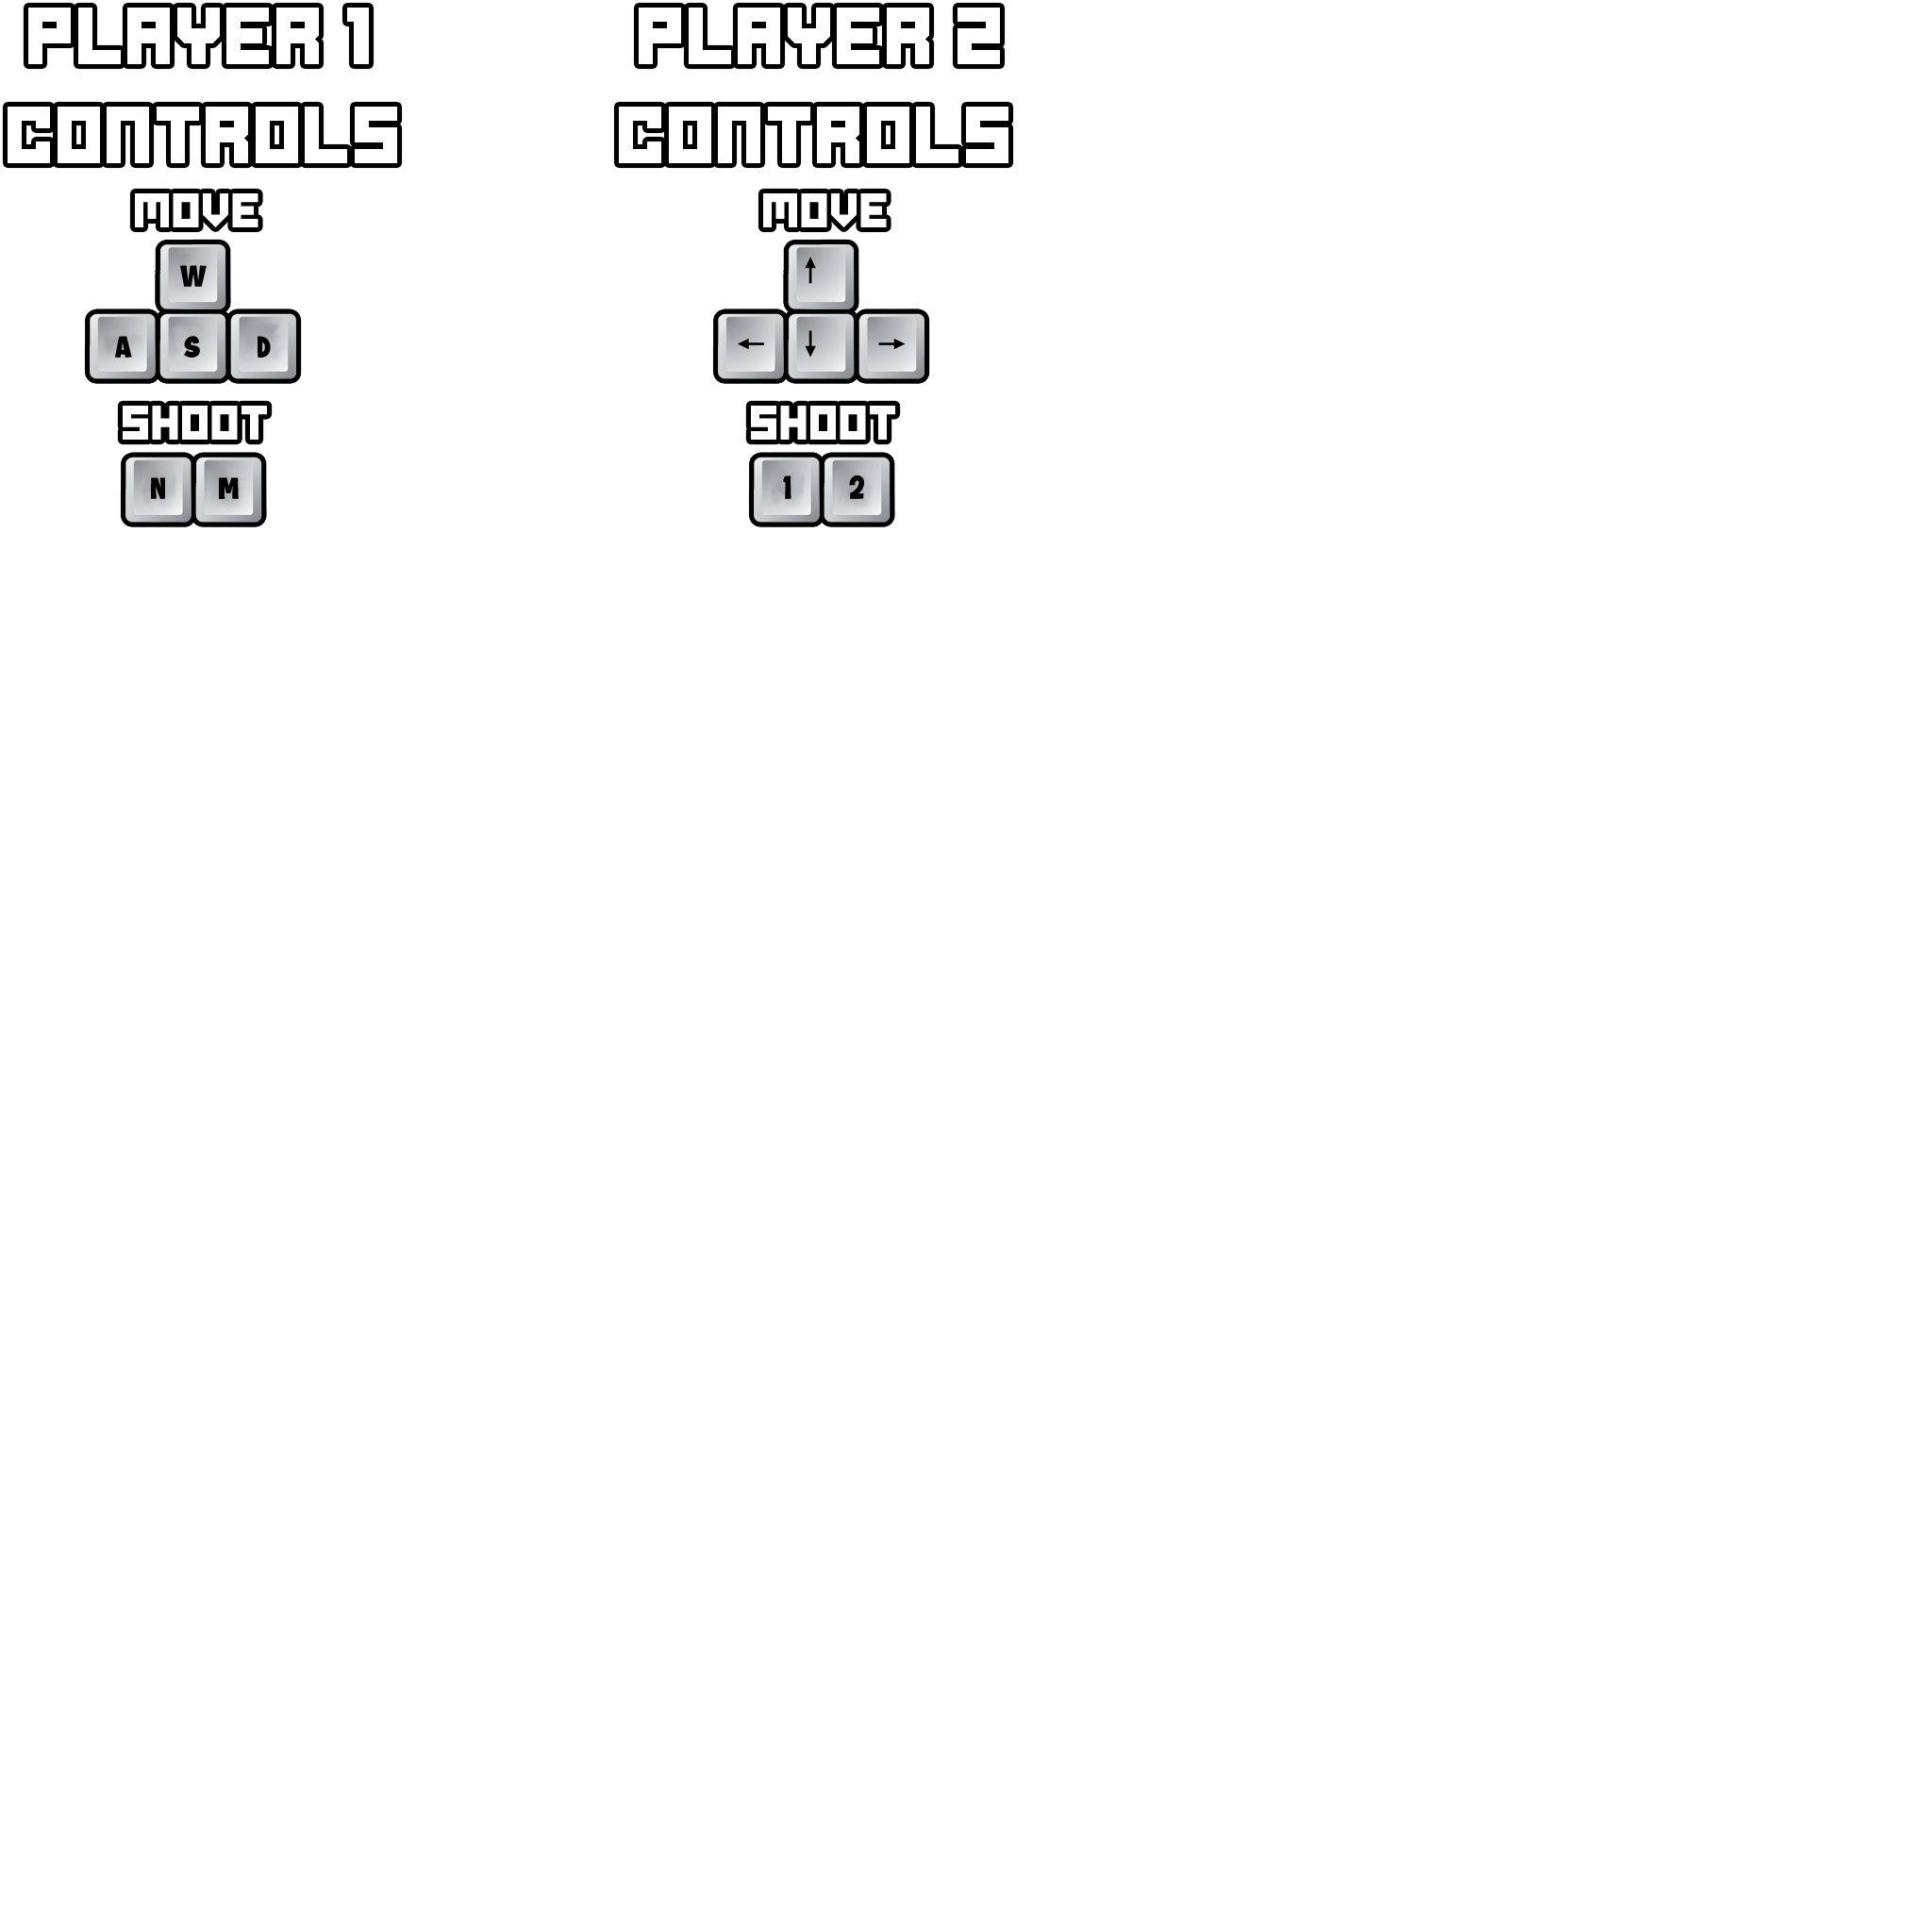 PLAYER 1
CONTROLS
MOVE
W
A S D
SHOOT
N M
PLAYER 2
CONTROLS
MOVE
↑
← ↓ →
SHOOT
1 2